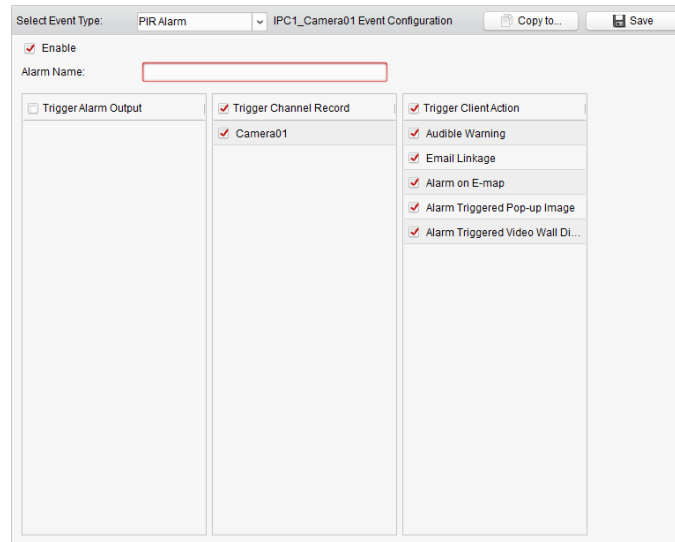 Select Event Type: PIR Alarm IPC1_Camera01 Event Configuration Copy to... Save
Enable
Alarm Name:
Trigger Alarm Output Trigger Channel Record Trigger Client Action
Camera01 Audible Warning
Email Linkage
Alarm on E-map
Alarm Triggered Pop-up Image
Alarm Triggered Video Wall Di...